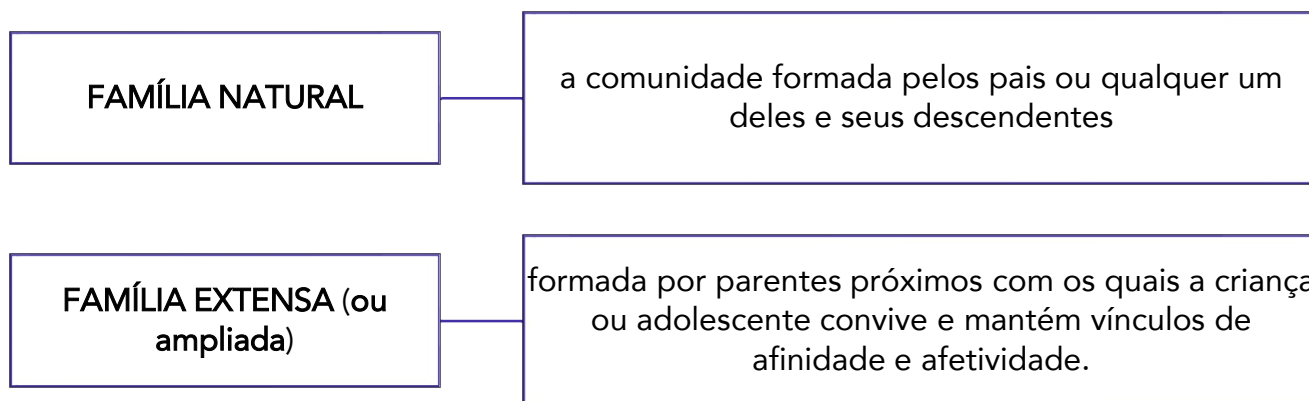 FAMÍLIA NATURAL
a comunidade formada pelos pais ou qualquer um
deles e seus descendentes
FAMÍLIA EXTENSA (ou
ampliada)
formada por parentes próximos com os quais a criança
ou adolescente convive e mantém vínculos de
afinidade e afetividade.